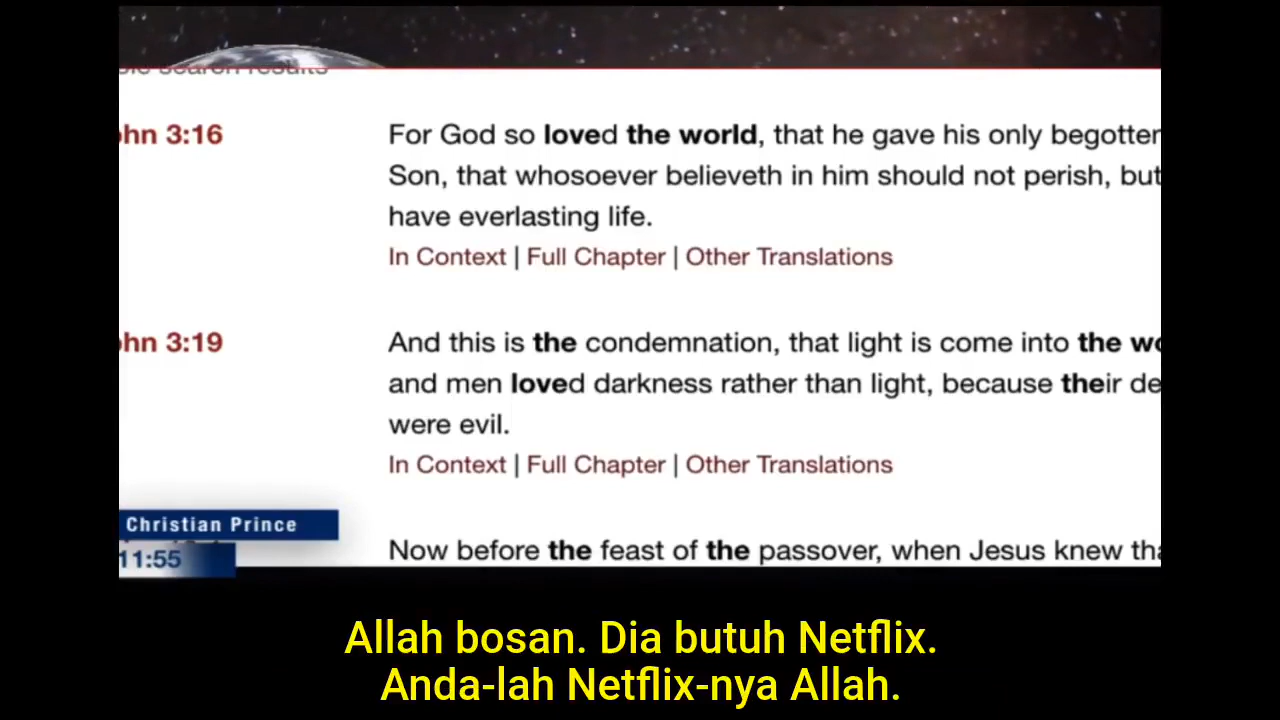 For God so loved the world, that he gave his only begotten
Son, that whosoever believeth in him should not perish, but
have everlasting life.
In Context | Full Chapter | Other Translations
3:16
And this is the condemnation, that light is come into the
and men loved darkness rather than light, because their
were evil.
In Context | Full Chapter | Other Translations
3:19
Christian Prince
11:55
Now before the feast of the passover, when Jesus knew
Allah bosan. Dia butuh Netflix.
Anda-lah Netflix-nya Allah.